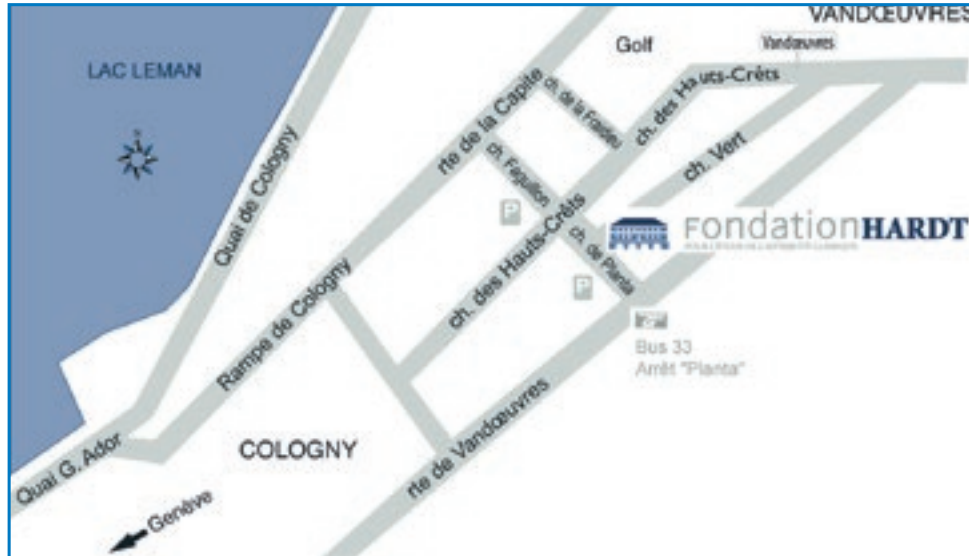 VANDŒUVRES
Vandœuvres
Golf
LAC LEMAN
ch. des Hauts-Crêts
rte de la Capite
ch. de la
ch. Vert
Quai de Cologny
ch. Faguillon
P
FONDATION HARDT
ch. de Planta
ch. des Hauts-Crêts
Rampe de Cologny
P
Bus 33
Arrêt "Planta"
COLOGNY
rte de Vandœuvres
Quai G. Ador
Genève